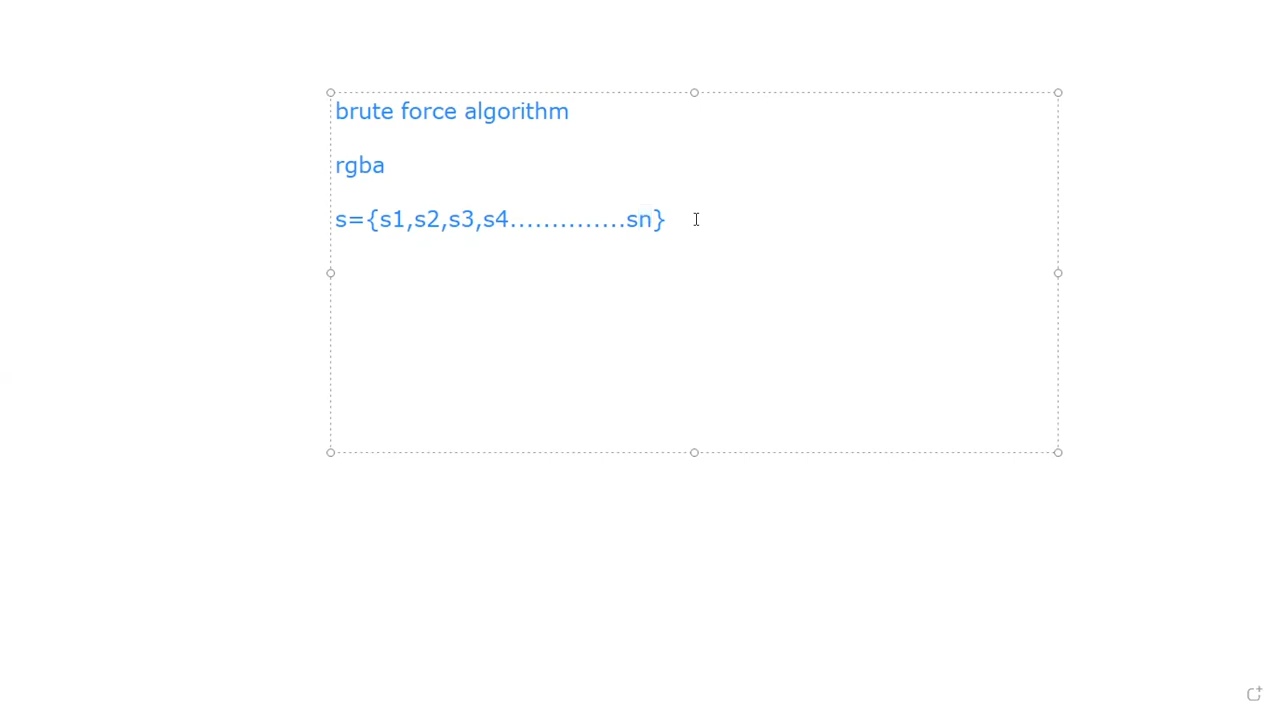 brute force algorithm
rgba
s={s1,s2,s3,s4..............sn}